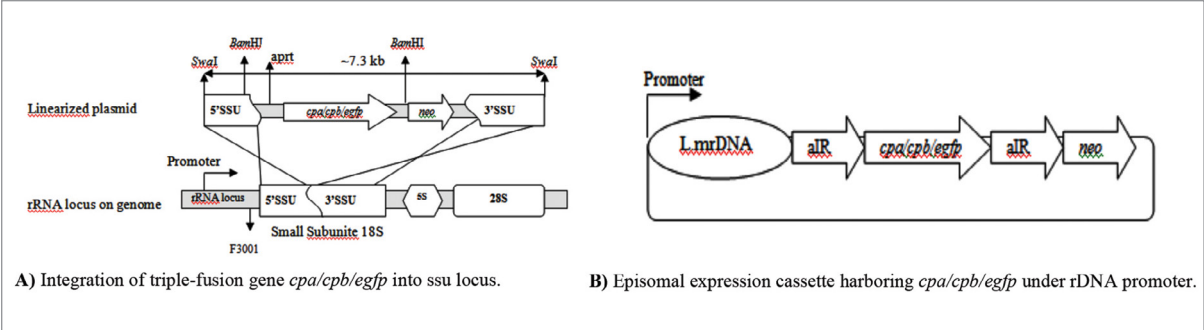 BamHI
BamHI
SwaI
aprt
~7.3 kb
SwaI
Linearized plasmid
5'SSU
cpa/cpb/egfp
neo
3'SSU
Promoter
rRNA locus on genome
rRNA locus
5'SSU
3'SSU
5S
28S
Small Subunite 18S
F3001
A) Integration of triple-fusion gene cpa/cpb/egfp into ssu locus.
Promoter
L.mrDNA
aIR
cpa/cpb/egfp
aIR
neo
B) Episomal expression cassette harboring cpa/cpb/egfp under rDNA promoter.